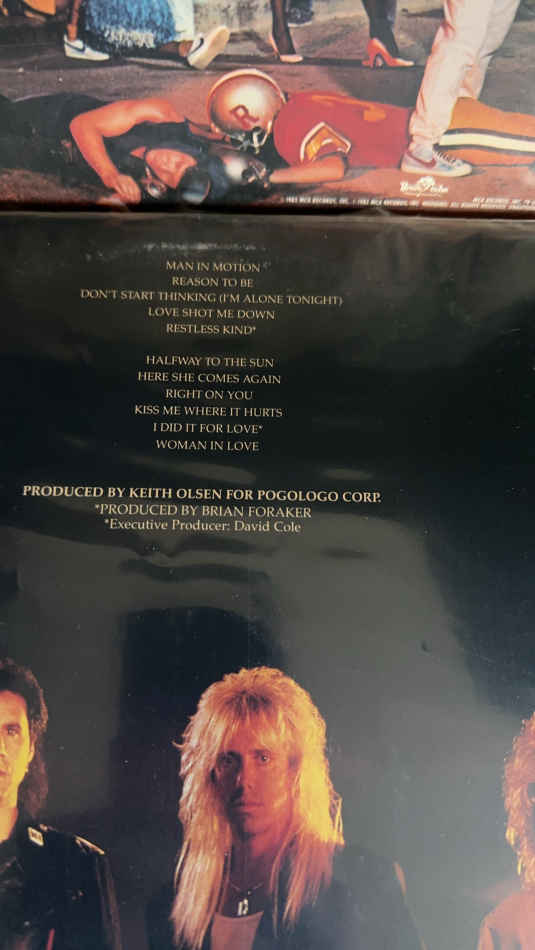 R
MAN IN MOTION
REASON TO BE
DON'T START THINKING (I'M ALONE TONIGHT)
LOVE SHOT ME DOWN
RESTLESS KIND*
HALFWAY TO THE SUN
HERE SHE COMES AGAIN
RIGHT ON YOU
KISS ME WHERE IT HURTS
I DID IT FOR LOVE*
WOMAN IN LOVE
PRODUCED BY KEITH OLSEN FOR POGOLOGO CORP.
*PRODUCED BY BRIAN FORAKER
*Executive Producer: David Cole